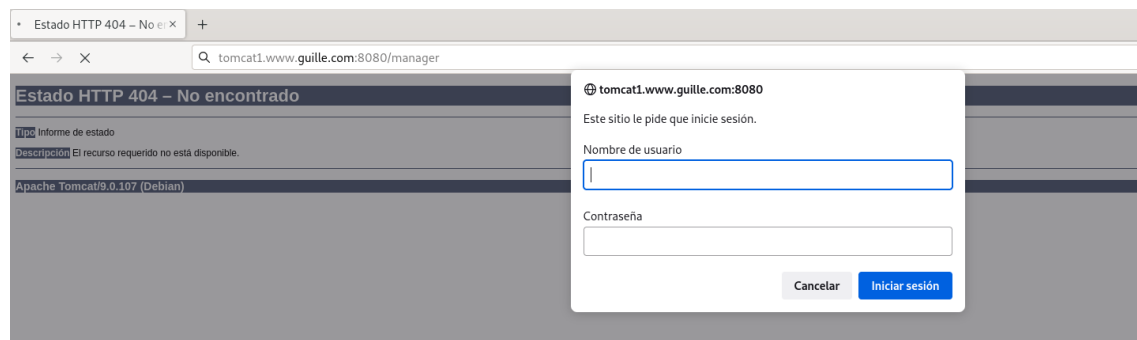 Estado HTTP 404 – No er
tomcat1.www.guille.com:8080/manager
Estado HTTP 404 – No encontrado
Tipo Informe de estado
Descripción El recurso requerido no está disponible.
Apache Tomcat/9.0.107 (Debian)
tomcat1.www.guille.com:8080
Este sitio le pide que inicie sesión.
Nombre de usuario
Contraseña
Cancelar Iniciar sesión